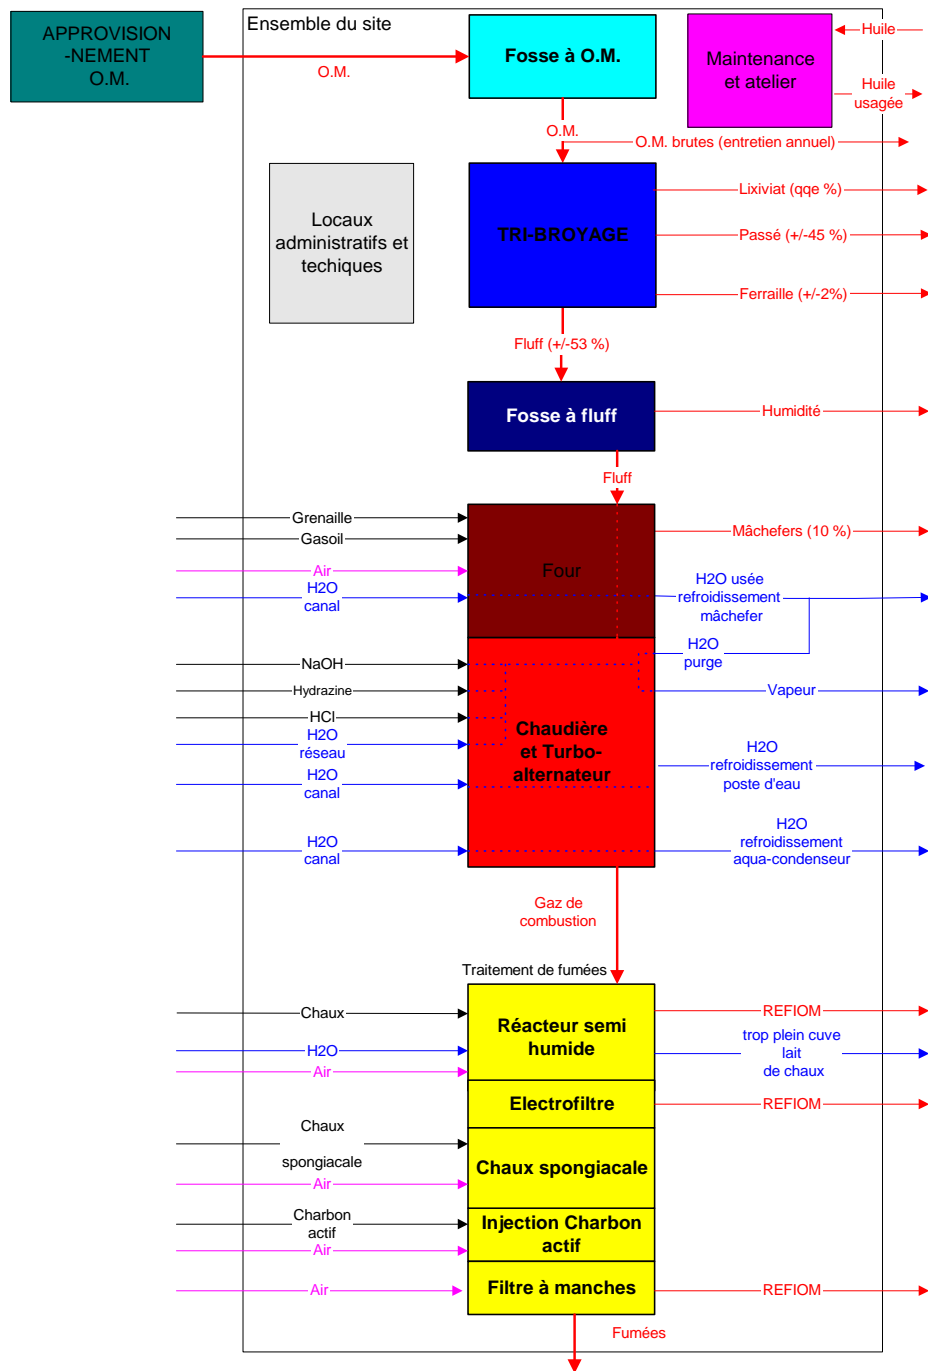 Ensemble du site
APPROVISION
-NEMENT
O.M.
O.M.
Fosse à O.M.
Maintenance
et atelier
Huile
Huile
usagée
O.M.
O.M. brutes (entretien annuel)
Locaux
administratifs et
techiques
TRI-BROYAGE
Lixiviat (qqe %)
Passé (+/-45 %)
Ferraille (+/-2%)
Fluff (+/-53 %)
Fosse à fluff
Humidité
Fluff
Grenaille
Gasoil
Air
H2O
canal
Four
Mâchefers (10 %)
H2O usée
refroidissement
mâchefer
H2O
purge
NaOH
Hydrazine
HCl
H2O
réseau
H2O
canal
H2O
canal
Chaudière
et Turbo-
alternateur
Vapeur
H2O
refroidissement
poste d'eau
H2O
refroidissement
aqua-condenseur
Gaz de
combustion
Traitement de fumées
Chaux
H2O
Air
Réacteur semi
humide
REFIOM
trop plein cuve
lait
de chaux
Electrofiltre
REFIOM
Chaux
spongiacale
Air
Chaux spongiacale
Charbon
actif
Air
Injection Charbon
actif
Air
Filtre à manches
REFIOM
Fumées